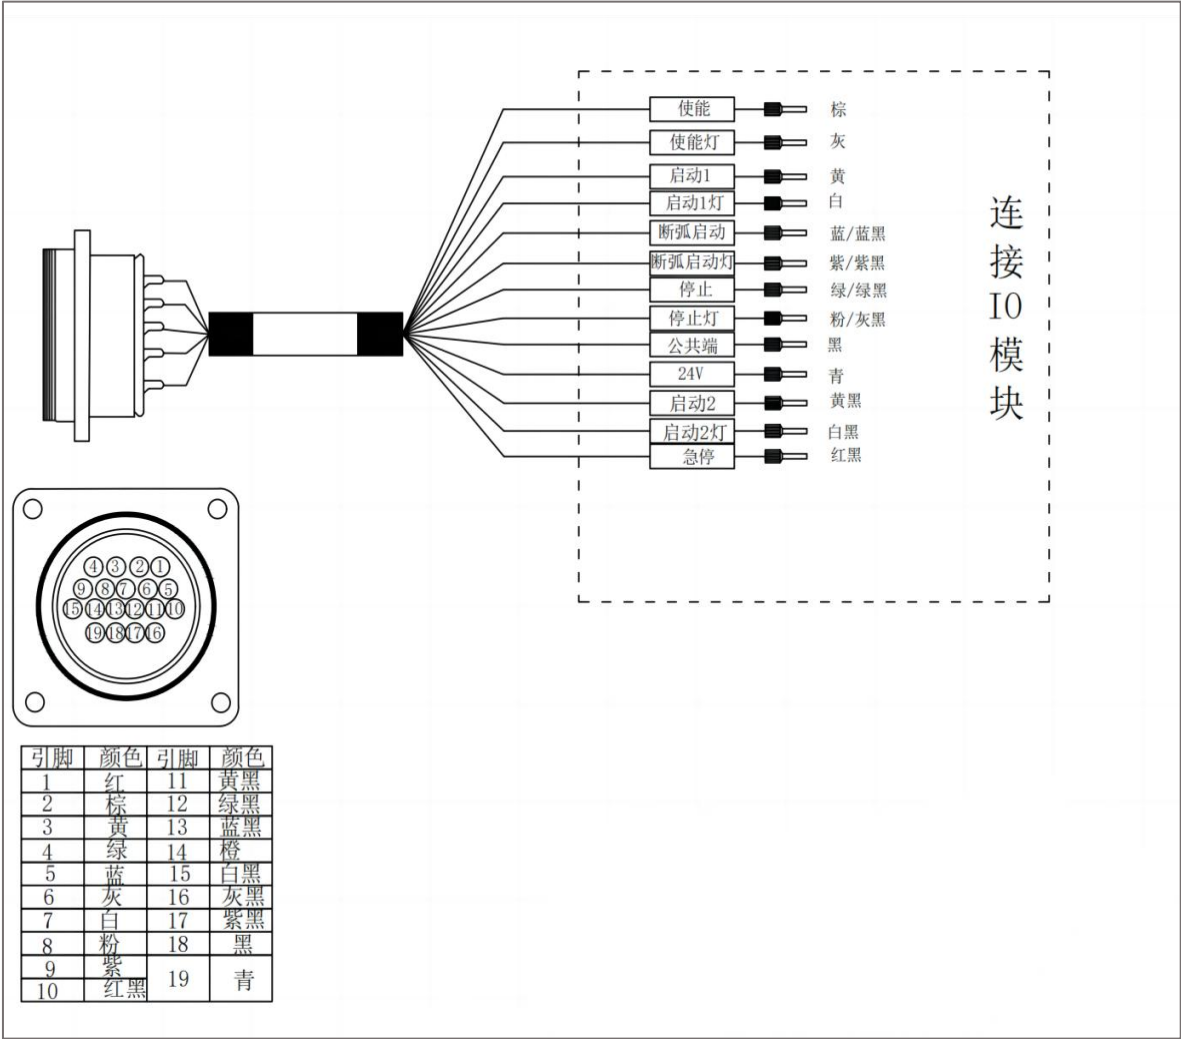 使能 棕
使能灯 灰
启动1 黄
启动1灯 白
断弧启动 蓝/蓝黑
断弧启动灯 紫/紫黑
停止 绿/绿黑
停止灯 粉/灰黑
公共端 黑
24V 青
启动2 黄黑
启动2灯 白黑
急停 红黑
连接IO模块
4 3 2 1
9 8 7 6 5
15 14 13 12 11 10
19 18 17 16
引脚 颜色 引脚 颜色
1 红 11 黄黑
2 棕 12 绿黑
3 黄 13 蓝黑
4 绿 14 橙
5 蓝 15 白黑
6 灰 16 灰黑
7 白 17 紫黑
8 粉 18 黑
9 紫 19 青
10 红黑